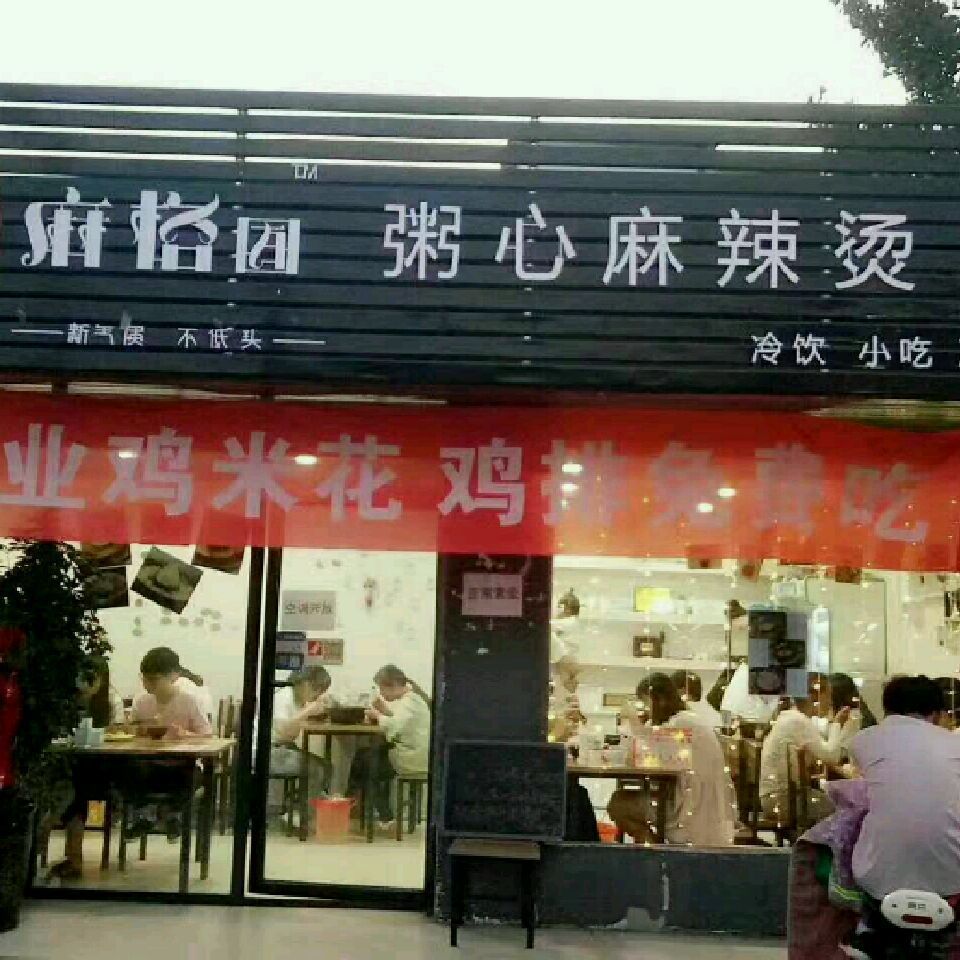 麻格团 TM
粥心麻辣烫
新气质 不低头
冷饮 小吃
业鸡米花 鸡排免费吃
空调开放